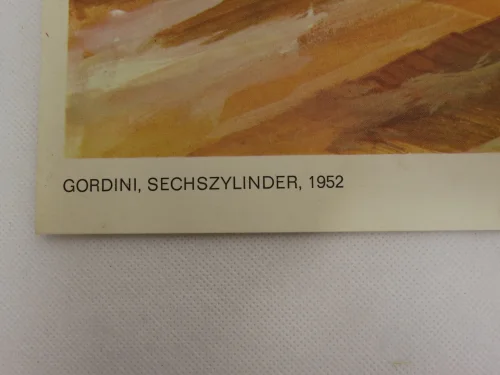 GORDINI, SECHSZYLINDER, 1952